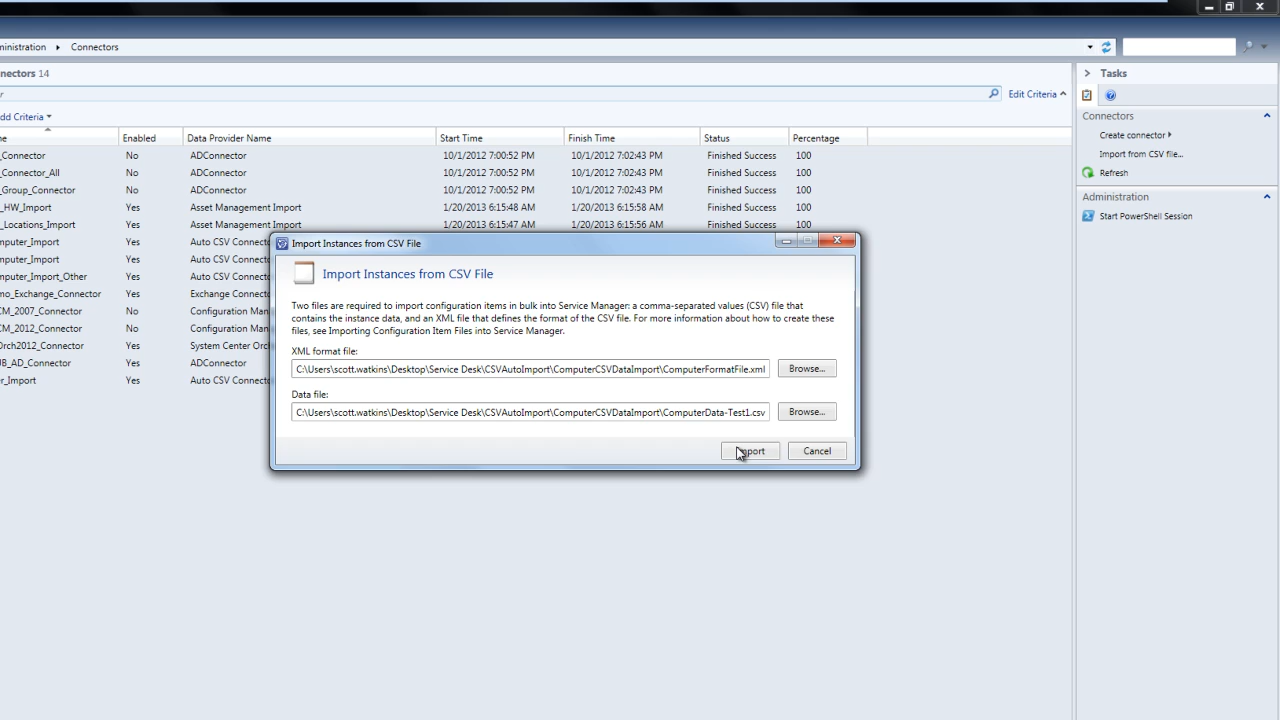 ninistration ▸ Connectors
nectors 14
Edit Criteria
dd Criteria
ne Enabled Data Provider Name Start Time Finish Time Status Percentage
_Connector No ADConnector 10/1/2012 7:00:52 PM 10/1/2012 7:02:43 PM Finished Success 100
_Connector_All No ADConnector 10/1/2012 7:00:52 PM 10/1/2012 7:02:43 PM Finished Success 100
_Group_Connector No ADConnector 10/1/2012 7:00:52 PM 10/1/2012 7:02:43 PM Finished Success 100
_HW_Import Yes Asset Management Import 1/20/2013 6:15:48 AM 1/20/2013 6:15:58 AM Finished Success 100
_Locations_Import Yes Asset Management Import 1/20/2013 6:15:47 AM 1/20/2013 6:15:56 AM Finished Success 100
mputer_Import Yes Auto CSV Connec
mputer_Import Yes Auto CSV Connec
mputer_Import_Other Yes Auto CSV Connec
mo_Exchange_Connector Yes Exchange Connec
CM_2007_Connector No Configuration Man
CM_2012_Connector No Configuration Man
Orch2012_Connector Yes System Center Orc
UB_AD_Connector Yes ADConnector
er_Import Yes Auto CSV Connec
Import Instances from CSV File
Import Instances from CSV File
Two files are required to import configuration items in bulk into Service Manager: a comma-separated values (CSV) file that
contains the instance data, and an XML file that defines the format of the CSV file. For more information about how to create these
files, see Importing Configuration Item Files into Service Manager.
XML format file:
C:\Users\scott.watkins\Desktop\Service Desk\CSVAutoImport\ComputerCSVDataImport\ComputerFormatFile.xml
Browse...
Data file:
C:\Users\scott.watkins\Desktop\Service Desk\CSVAutoImport\ComputerCSVDataImport\ComputerData-Test1.csv
Browse...
Import Cancel
Tasks
Connectors
Create connector
Import from CSV file...
Refresh
Administration
Start PowerShell Session